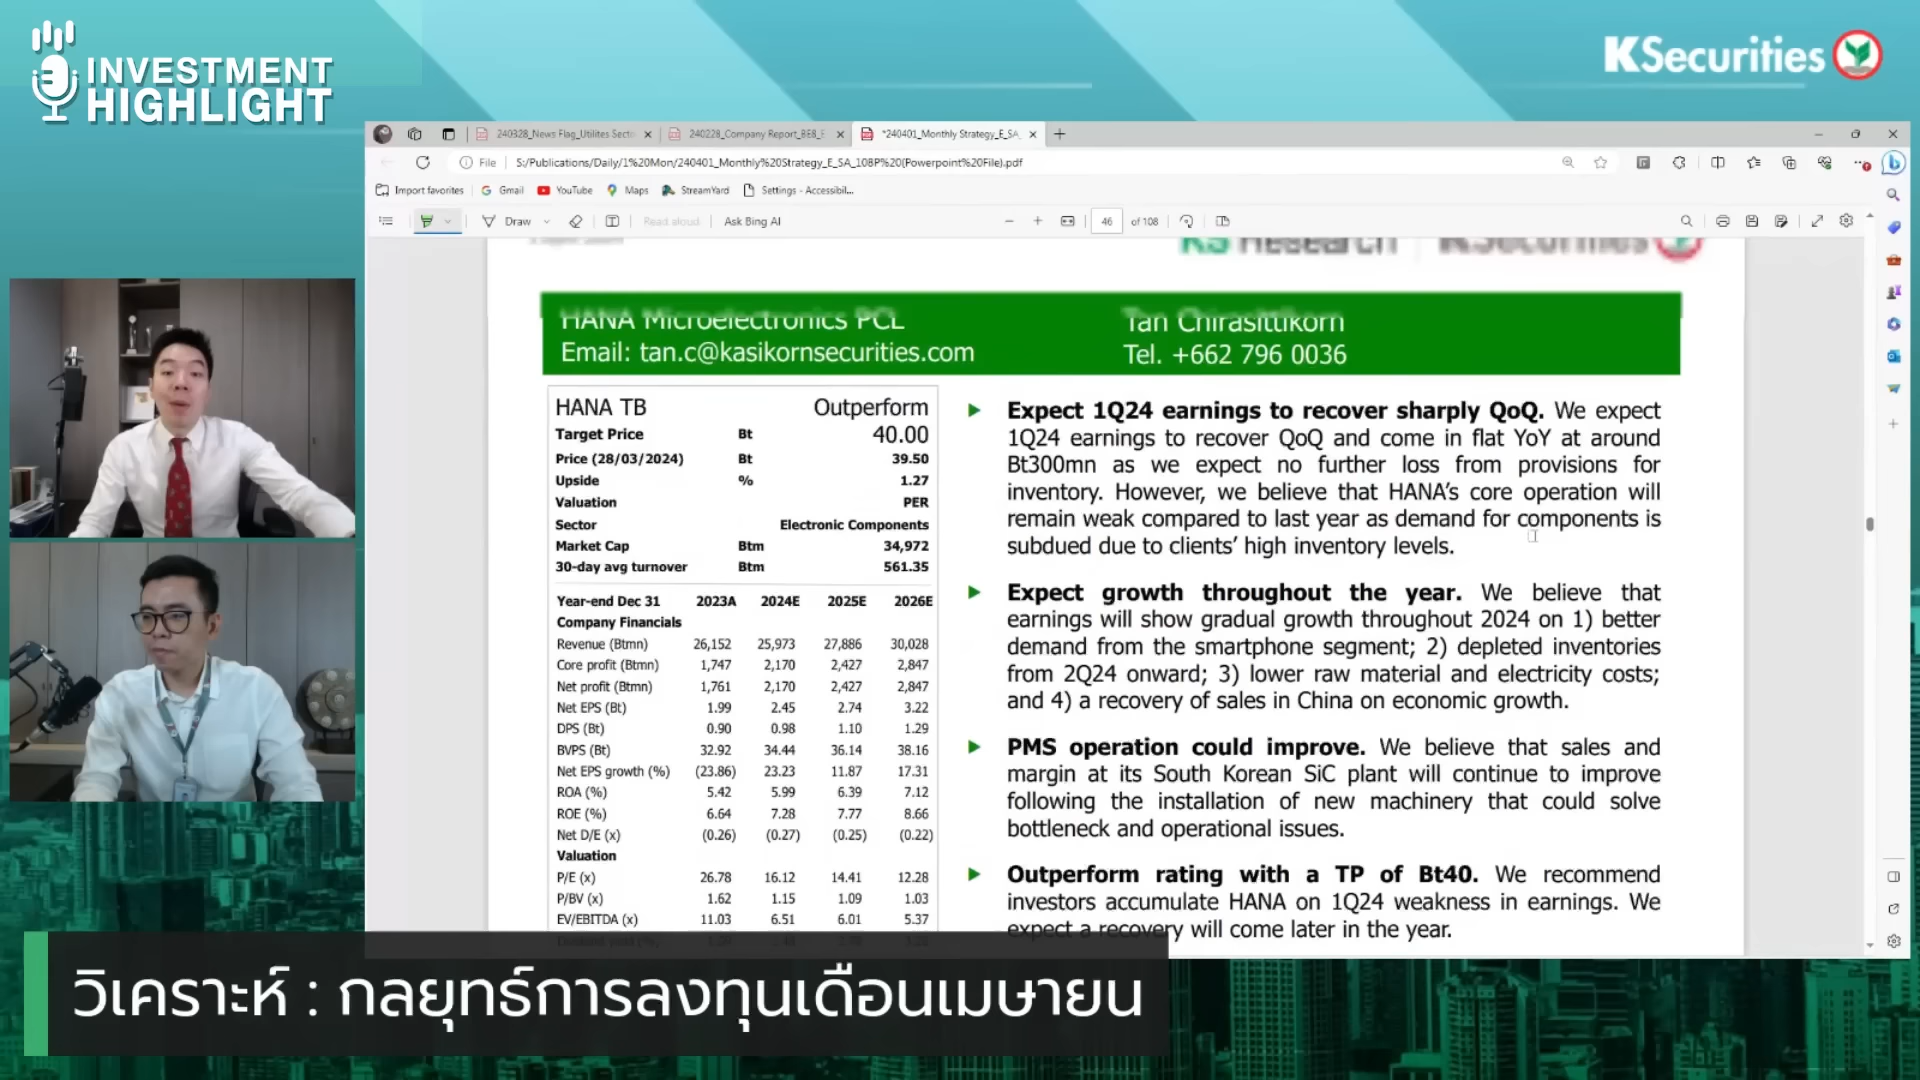 INVESTMENT
HIGHLIGHT
KSecurities
240328_News Flag_Utilites Secti
240228_Company Report_BE8_E
*240401_Monthly Strategy_E_SA_
File
S:/Publications/Daily/1%20Mon/240401_Monthly%20Strategy_E_SA_108P%20(Powerpoint%20File).pdf
Import favorites
Gmail
YouTube
Maps
StreamYard
Settings - Accessibil...
Draw
Read aloud
Ask Bing AI
46 of 108
KS Research KSecurities
HANA Microelectronics PCL
Tan Chirasittikorn
Email: tan.c@kasikornsecurities.com
Tel. +662 796 0036
HANA TB Outperform
Target Price Bt 40.00
Price (28/03/2024) Bt 39.50
Upside % 1.27
Valuation PER
Sector Electronic Components
Market Cap Btm 34,972
30-day avg turnover Btm 561.35
Year-end Dec 31 2023A 2024E 2025E 2026E
Company Financials
Revenue (Btmn) 26,152 25,973 27,886 30,028
Core profit (Btmn) 1,747 2,170 2,427 2,847
Net profit (Btmn) 1,761 2,170 2,427 2,847
Net EPS (Bt) 1.99 2.45 2.74 3.22
DPS (Bt) 0.90 0.98 1.10 1.29
BVPS (Bt) 32.92 34.44 36.14 38.16
Net EPS growth (%) (23.86) 23.23 11.87 17.31
ROA (%) 5.42 5.99 6.39 7.12
ROE (%) 6.64 7.28 7.77 8.66
Net D/E (x) (0.26) (0.27) (0.25) (0.22)
Valuation
P/E (x) 26.78 16.12 14.41 12.28
P/BV (x) 1.62 1.15 1.09 1.03
EV/EBITDA (x) 11.03 6.51 6.01 5.37
Expect 1Q24 earnings to recover sharply QoQ. We expect
1Q24 earnings to recover QoQ and come in flat YoY at around
Bt300mn as we expect no further loss from provisions for
inventory. However, we believe that HANA's core operation will
remain weak compared to last year as demand for components is
subdued due to clients' high inventory levels.
Expect growth throughout the year. We believe that
earnings will show gradual growth throughout 2024 on 1) better
demand from the smartphone segment; 2) depleted inventories
from 2Q24 onward; 3) lower raw material and electricity costs;
and 4) a recovery of sales in China on economic growth.
PMS operation could improve. We believe that sales and
margin at its South Korean SiC plant will continue to improve
following the installation of new machinery that could solve
bottleneck and operational issues.
Outperform rating with a TP of Bt40. We recommend
investors accumulate HANA on 1Q24 weakness in earnings. We
expect a recovery will come later in the year.
วิเคราะห์ : กลยุทธ์การลงทุนเดือนเมษายน